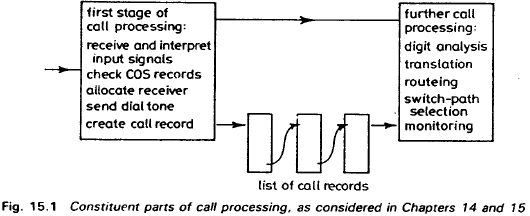 first stage of
call processing:
receive and interpret
input signals
check COS records
allocate receiver
send dial tone
create call record
further call
processing:
digit analysis
translation
routeing
switch-path
selection
monitoring
list of call records
Fig. 15.1 Constituent parts of call processing, as considered in Chapters 14 and 15